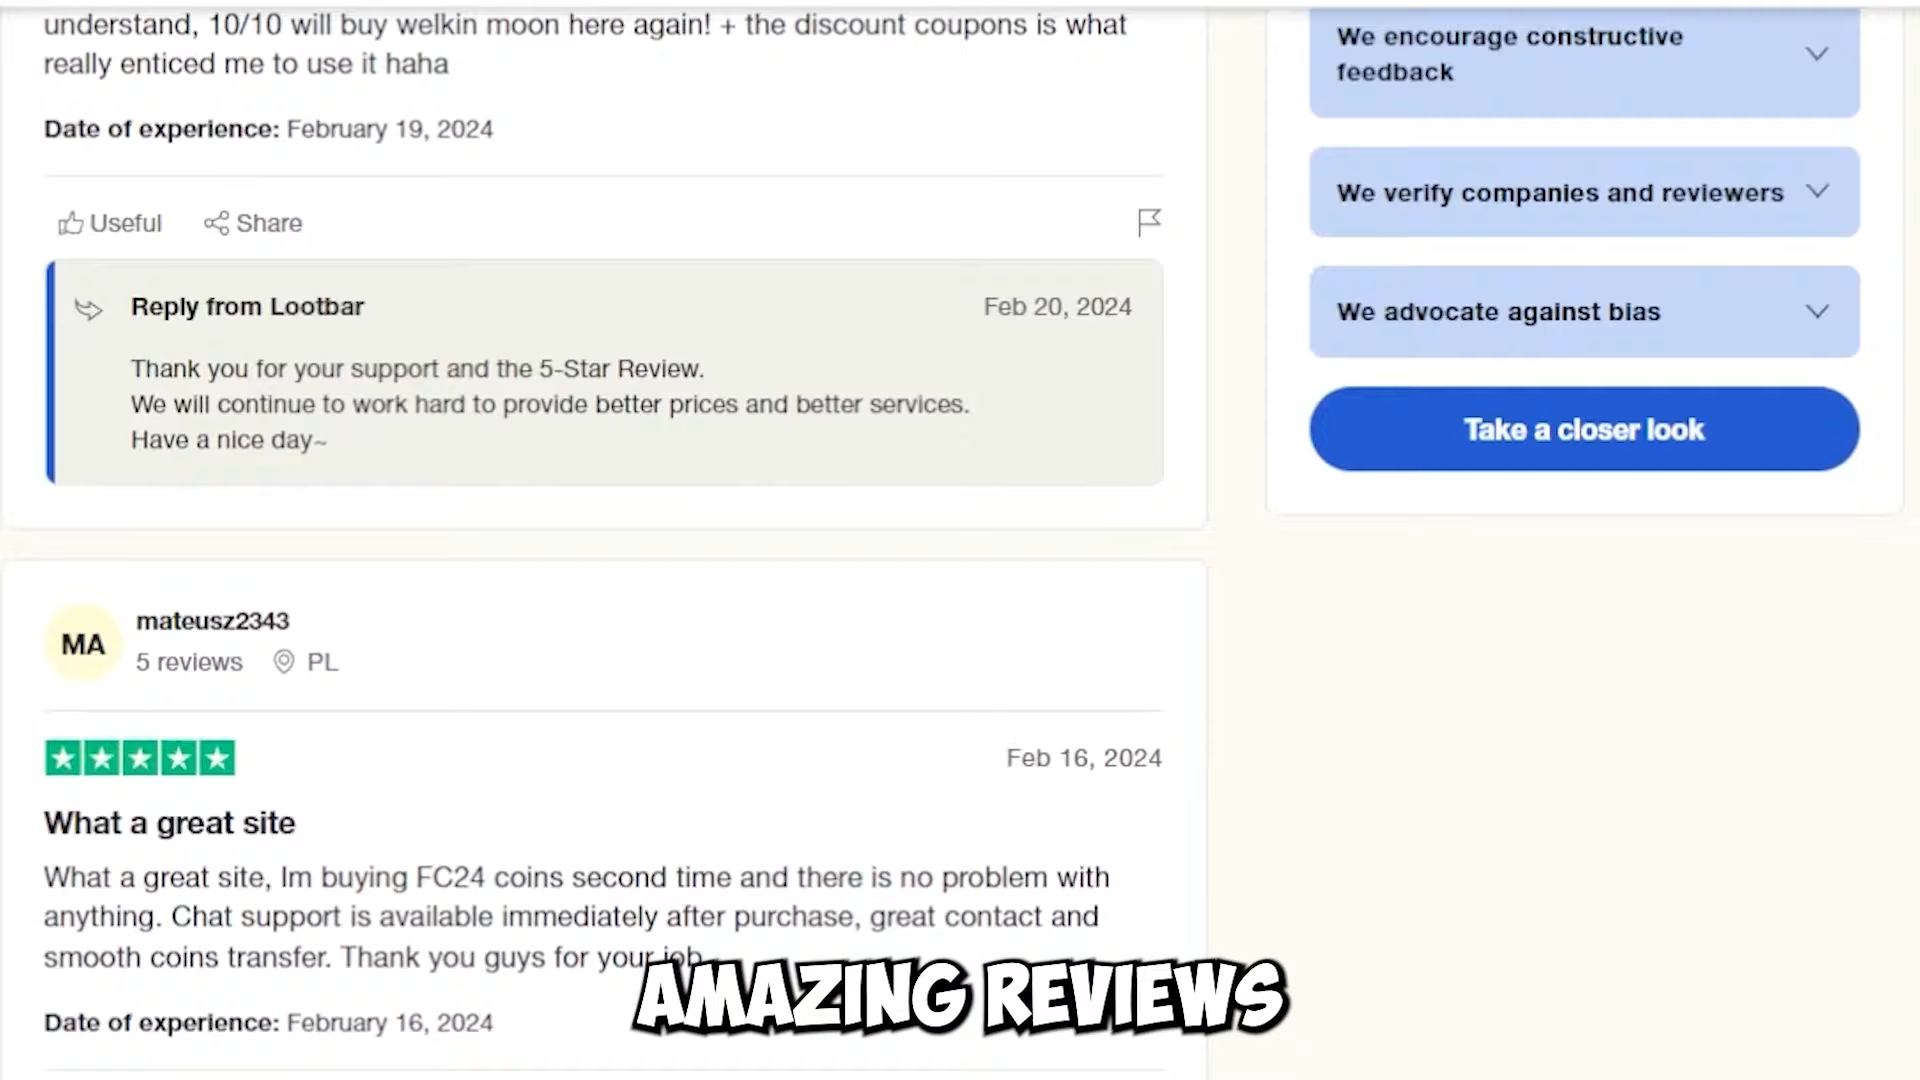 understand, 10/10 will buy welkin moon here again! + the discount coupons is what
really enticed me to use it haha
Date of experience: February 19, 2024
Useful Share
Reply from Lootbar Feb 20, 2024
Thank you for your support and the 5-Star Review.
We will continue to work hard to provide better prices and better services.
Have a nice day~
MA
mateusz2343
5 reviews PL
Feb 16, 2024
What a great site
What a great site, Im buying FC24 coins second time and there is no problem with
anything. Chat support is available immediately after purchase, great contact and
smooth coins transfer. Thank you guys for your job
Date of experience: February 16, 2024
AMAZING REVIEWS
We encourage constructive
feedback
We verify companies and reviewers
We advocate against bias
Take a closer look